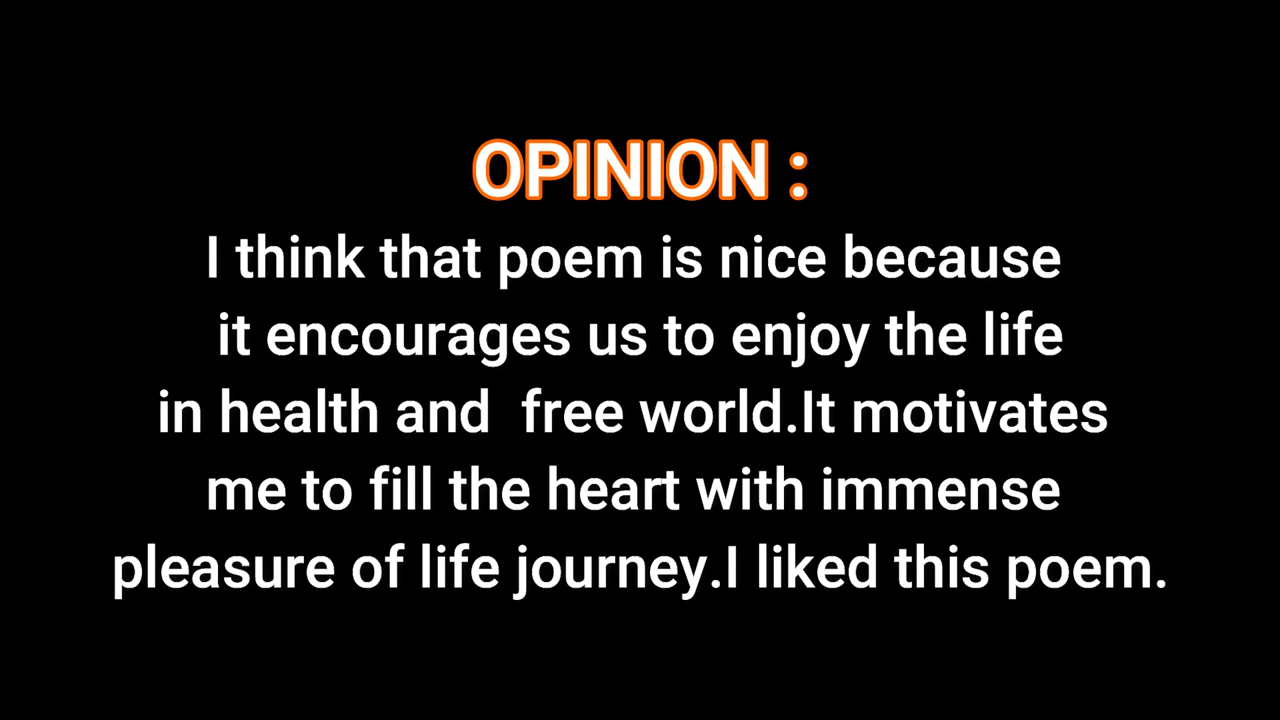 OPINION :
I think that poem is nice because
it encourages us to enjoy the life
in health and  free world.It motivates
me to fill the heart with immense
pleasure of life journey.I liked this poem.